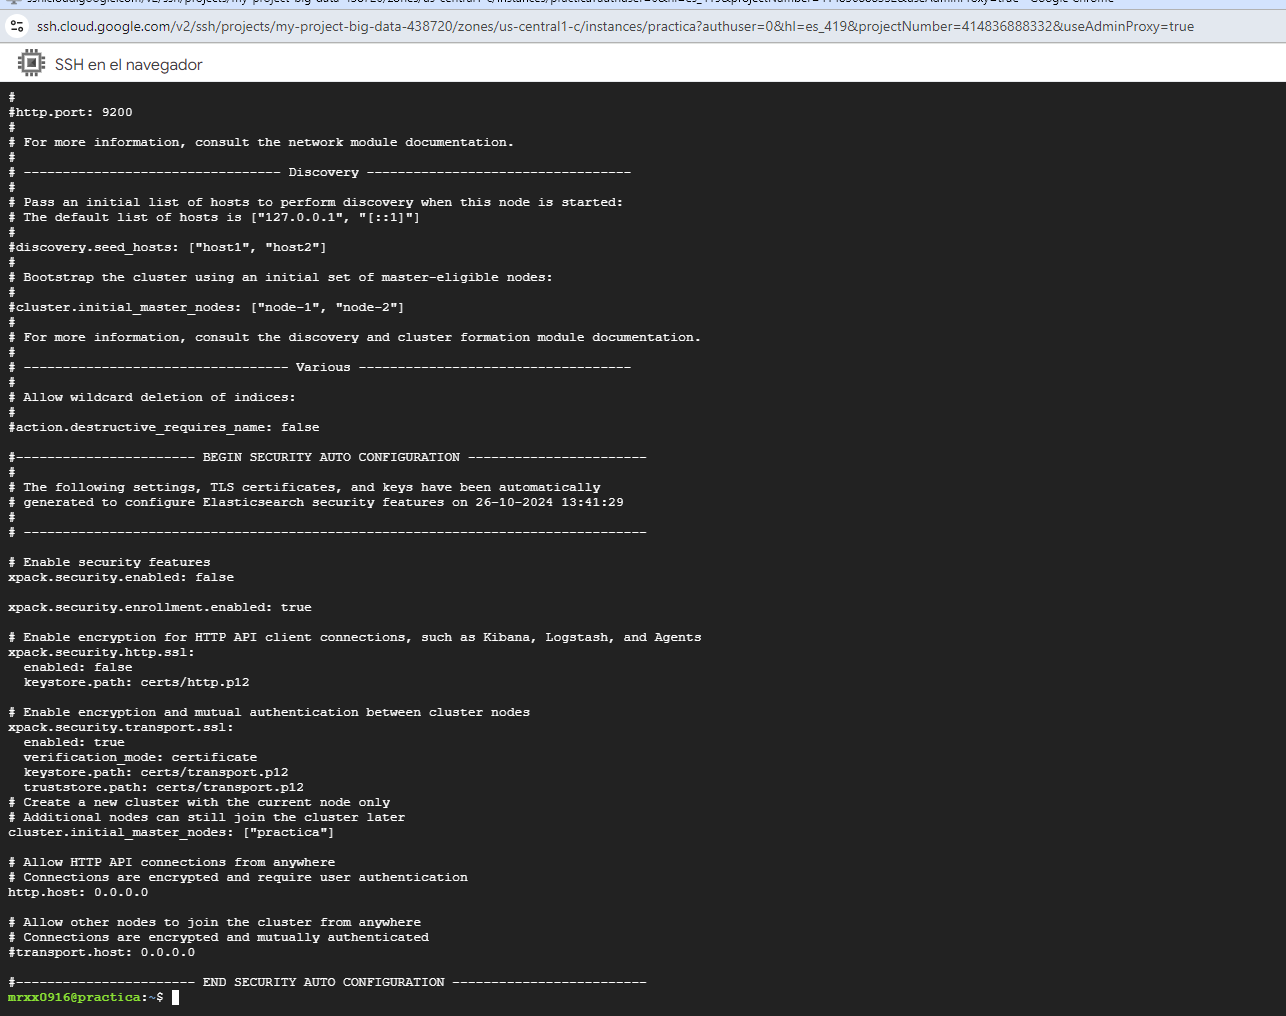 ssh.cloud.google.com/v2/ssh/projects/my-project-big-data-438720/zones/us-central1-c/instances/practica?authuser=0&hl=es_419&projectNumber=414836888332&useAdminProxy=true
SSH en el navegador
#
#http.port: 9200
#
# For more information, consult the network module documentation.
#
# --------------------------------- Discovery ----------------------------------
#
# Pass an initial list of hosts to perform discovery when this node is started:
# The default list of hosts is ["127.0.0.1", "[::1]"]
#
#discovery.seed_hosts: ["host1", "host2"]
#
# Bootstrap the cluster using an initial set of master-eligible nodes:
#
#cluster.initial_master_nodes: ["node-1", "node-2"]
#
# For more information, consult the discovery and cluster formation module documentation.
#
# ---------------------------------- Various -----------------------------------
#
# Allow wildcard deletion of indices:
#
#action.destructive_requires_name: false
#----------------------- BEGIN SECURITY AUTO CONFIGURATION -----------------------
#
# The following settings, TLS certificates, and keys have been automatically
# generated to configure Elasticsearch security features on 26-10-2024 13:41:29
#
# --------------------------------------------------------------------------------
# Enable security features
xpack.security.enabled: false
xpack.security.enrollment.enabled: true
# Enable encryption for HTTP API client connections, such as Kibana, Logstash, and Agents
xpack.security.http.ssl:
  enabled: false
  keystore.path: certs/http.p12
# Enable encryption and mutual authentication between cluster nodes
xpack.security.transport.ssl:
  enabled: true
  verification_mode: certificate
  keystore.path: certs/transport.p12
  truststore.path: certs/transport.p12
# Create a new cluster with the current node only
# Additional nodes can still join the cluster later
cluster.initial_master_nodes: ["practica"]
# Allow HTTP API connections from anywhere
# Connections are encrypted and require user authentication
http.host: 0.0.0.0
# Allow other nodes to join the cluster from anywhere
# Connections are encrypted and mutually authenticated
#transport.host: 0.0.0.0
#----------------------- END SECURITY AUTO CONFIGURATION -------------------------
mrxx0916@practica:~$